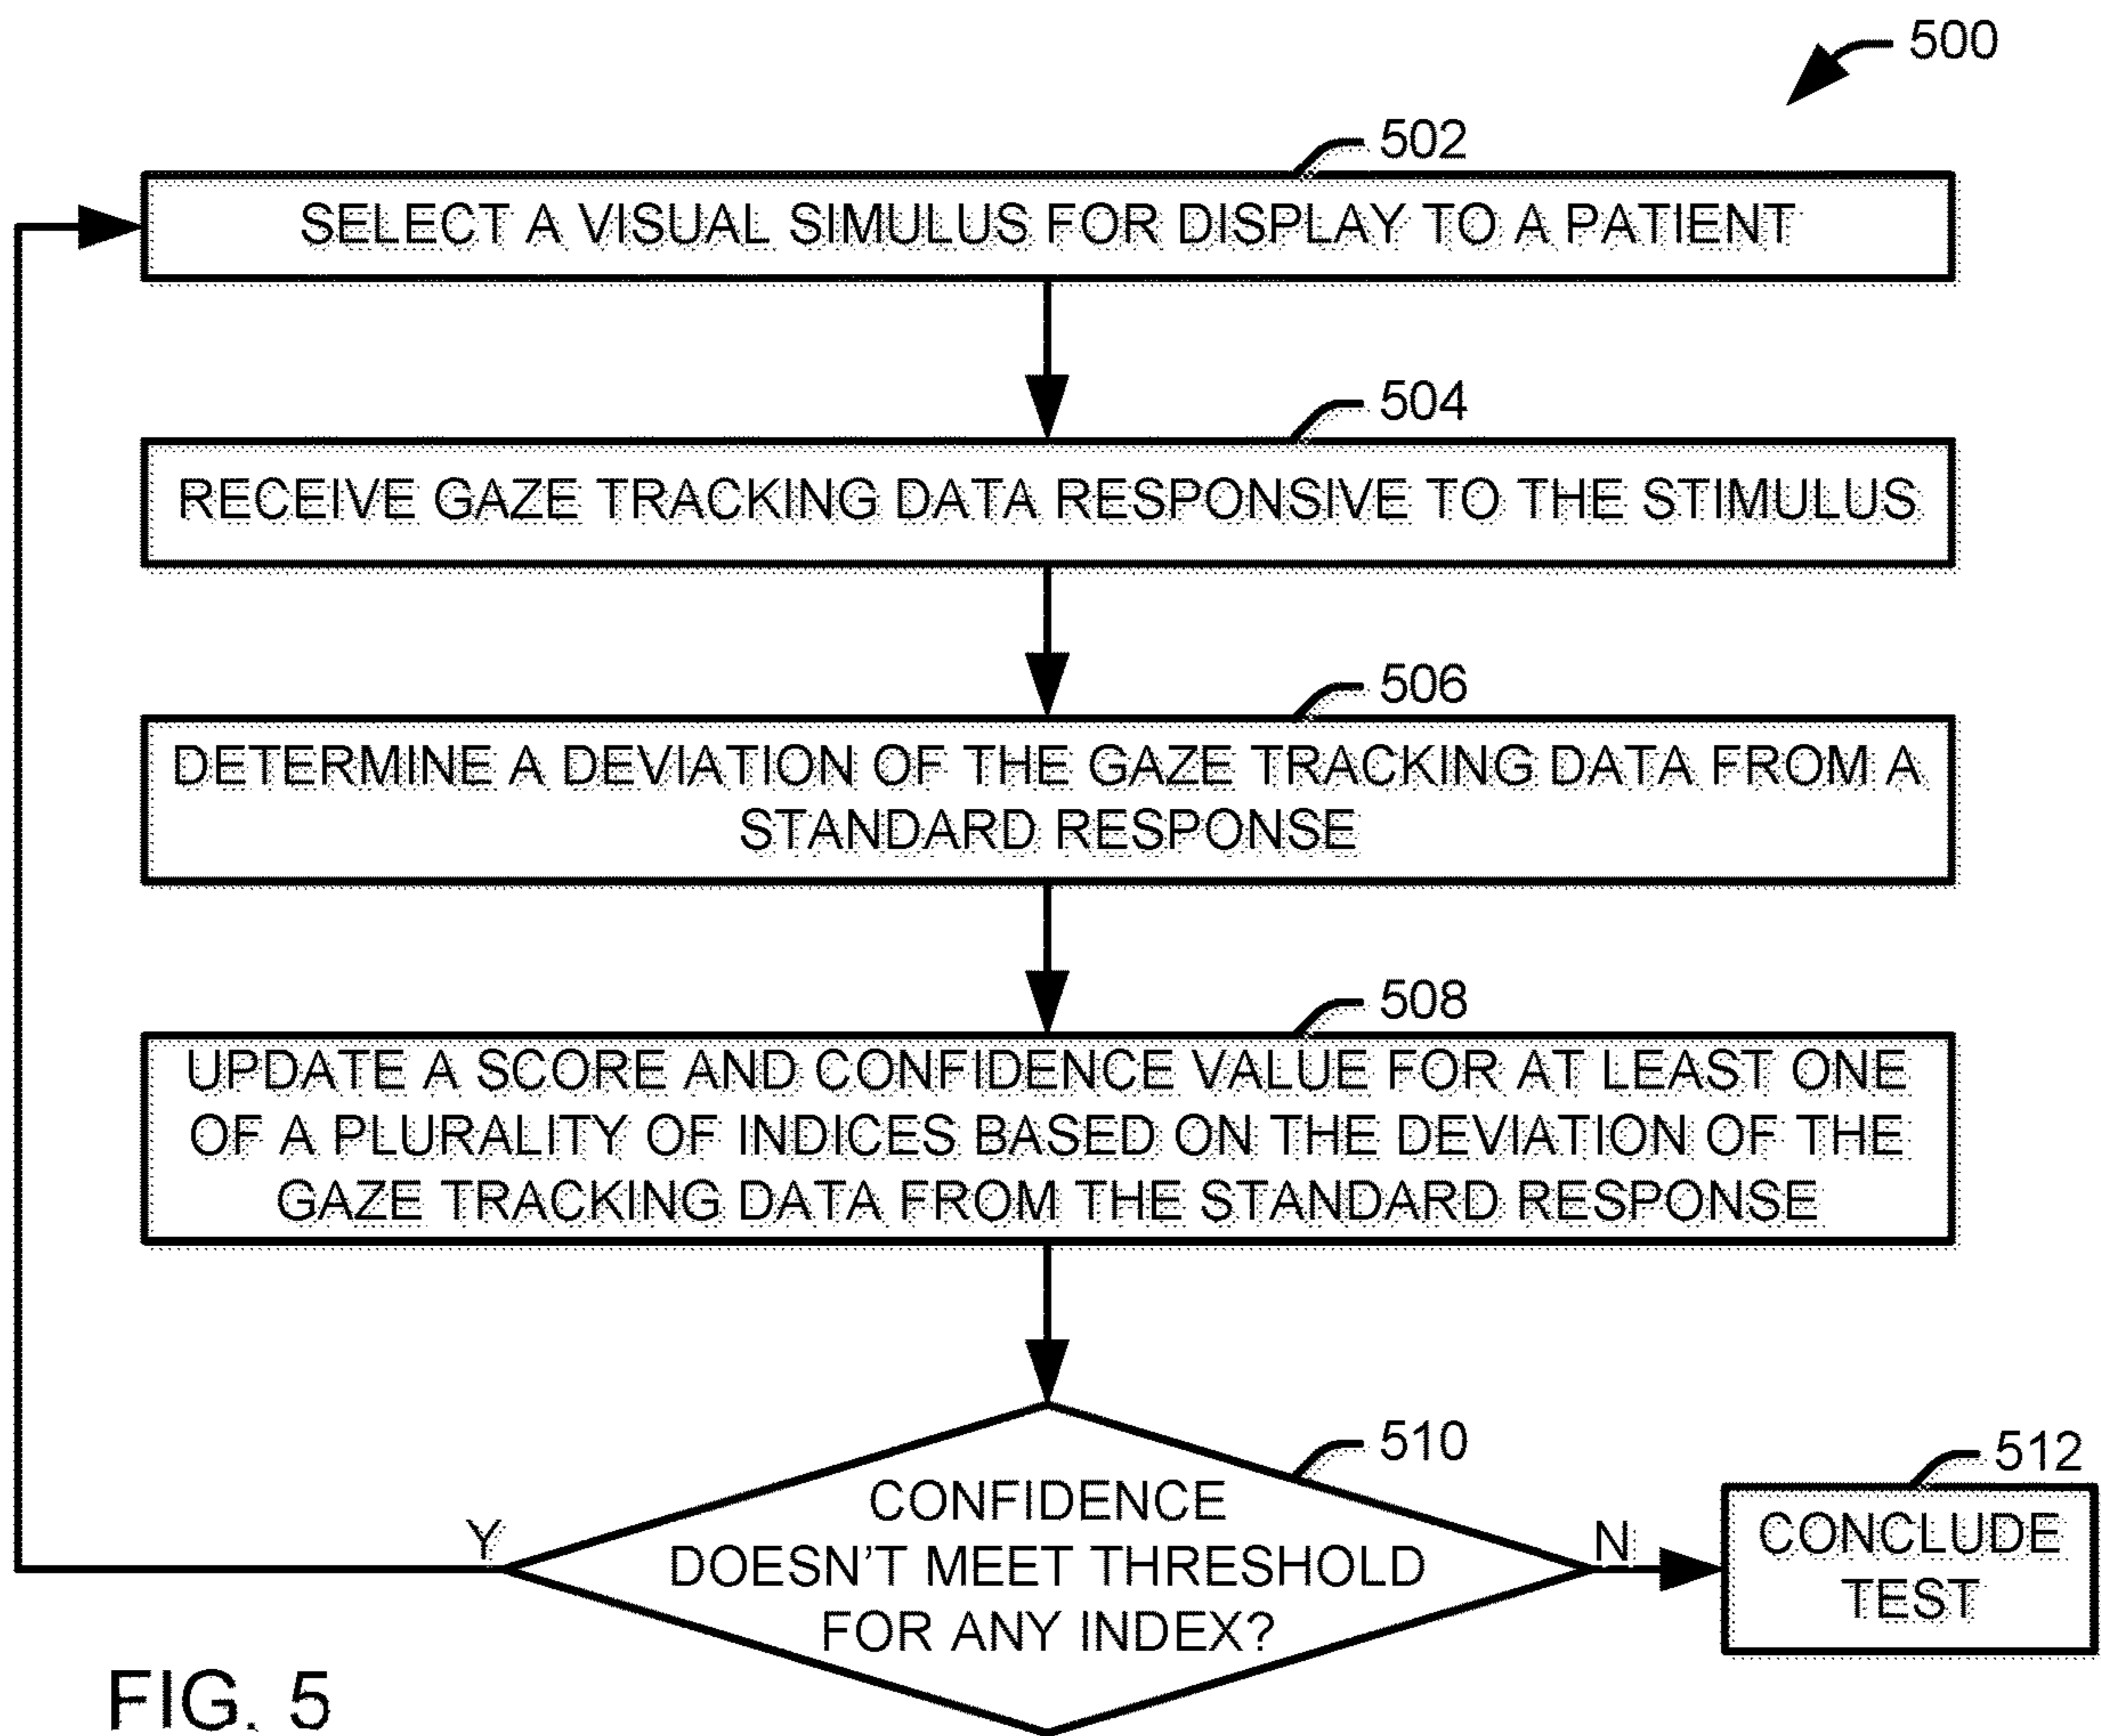 500
502
SELECT A VISUAL SIMULUS FOR DISPLAY TO A PATIENT
504
RECEIVE GAZE TRACKING DATA RESPONSIVE TO THE STIMULUS
506
DETERMINE A DEVIATION OF THE GAZE TRACKING DATA FROM A
STANDARD RESPONSE
508
UPDATE A SCORE AND CONFIDENCE VALUE FOR AT LEAST ONE
OF A PLURALITY OF INDICES BASED ON THE DEVIATION OF THE
GAZE TRACKING DATA FROM THE STANDARD RESPONSE
510
CONFIDENCE
DOESN'T MEET THRESHOLD
FOR ANY INDEX?
Y
N
512
CONCLUDE
TEST
FIG. 5